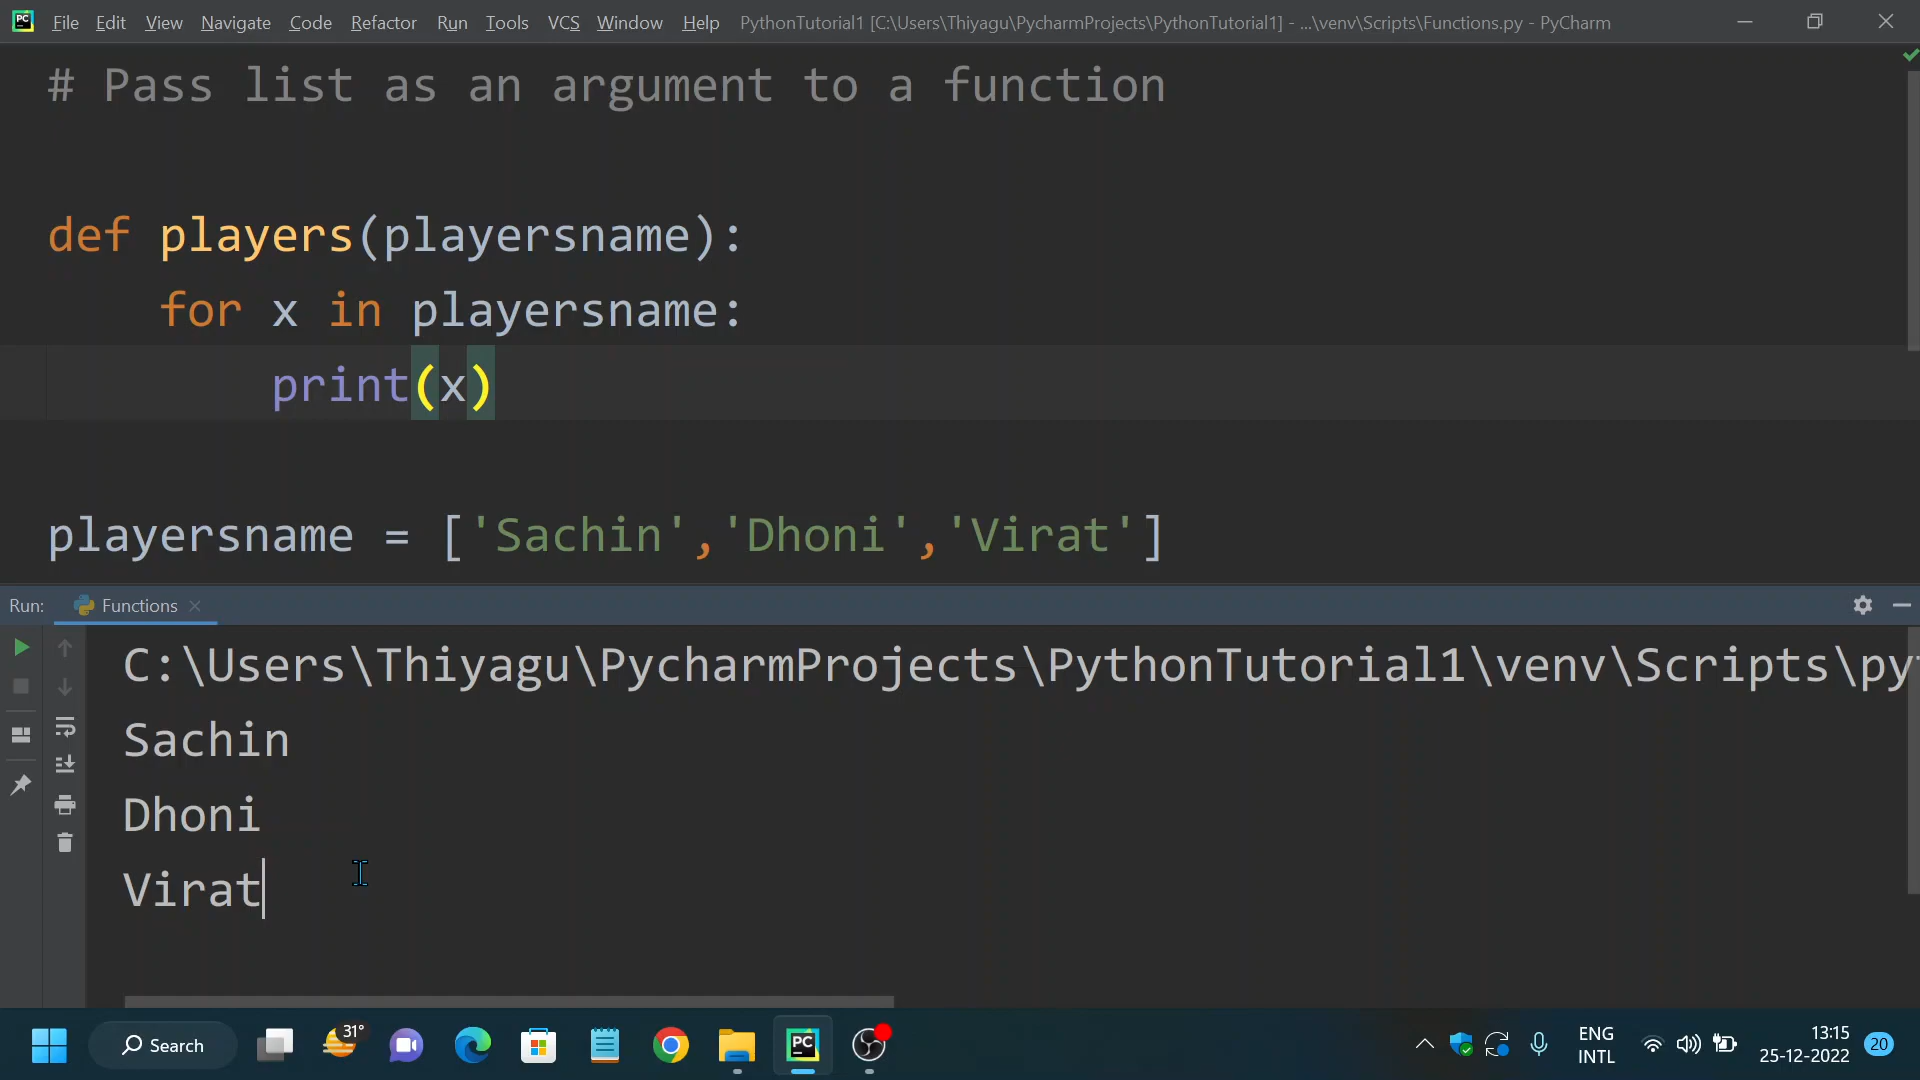 File Edit View Navigate Code Refactor Run Tools VCS Window Help PythonTutorial1 [C:\Users\Thiyagu\PycharmProjects\PythonTutorial1] - ...\venv\Scripts\Functions.py - PyCharm
# Pass list as an argument to a function
def players(playersname):
    for x in playersname:
        print(x)
playersname = ['Sachin','Dhoni','Virat']
Run: Functions
C:\Users\Thiyagu\PycharmProjects\PythonTutorial1\venv\Scripts\py
Sachin
Dhoni
Virat
Search 31° PC ENG INTL 13:15 25-12-2022 20